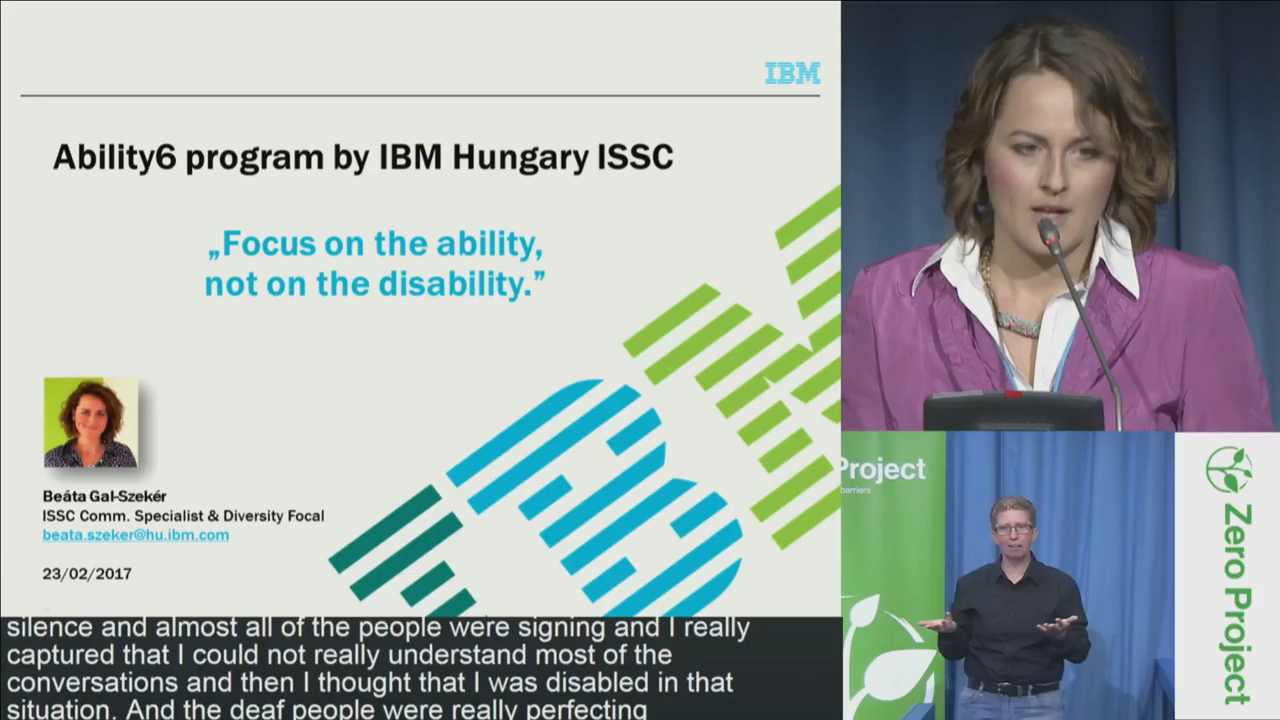 IBM
Ability6 program by IBM Hungary ISSC
„Focus on the ability,
not on the disability.”
Beáta Gal-Szekér
ISSC Comm. Specialist & Diversity Focal
beata.szeker@hu.ibm.com
23/02/2017
silence and almost all of the people were signing and I really
captured that I could not really understand most of the
conversations and then I thought that I was disabled in that
situation. And the deaf people were really perfecting
Project
barriers
Zero Project